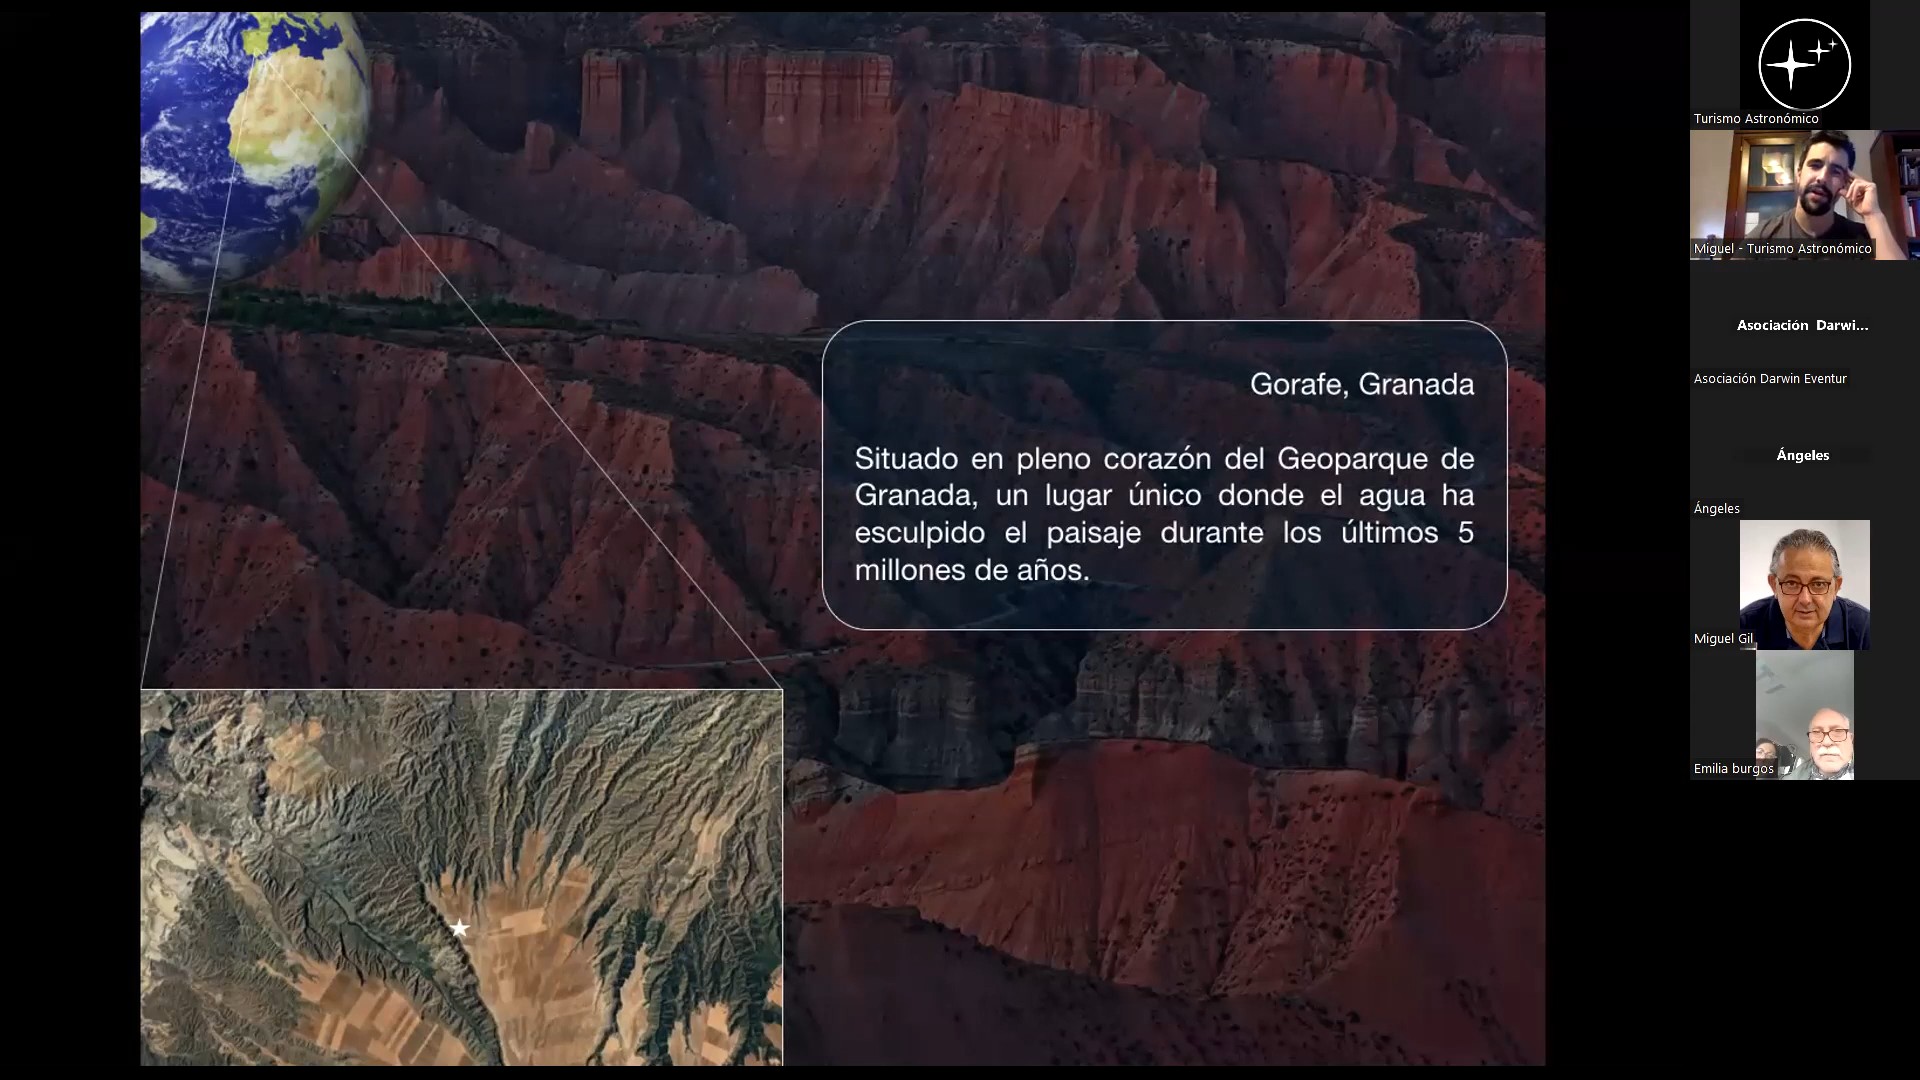 Gorafe, Granada
Situado en pleno corazón del Geoparque de
Granada, un lugar único donde el agua ha
esculpido el paisaje durante los últimos 5
millones de años.
Turismo Astronómico
Miguel - Turismo Astronómico
Asociación Darwi...
Asociación Darwin Eventur
Ángeles
Ángeles
Miguel Gil
Emilia burgos